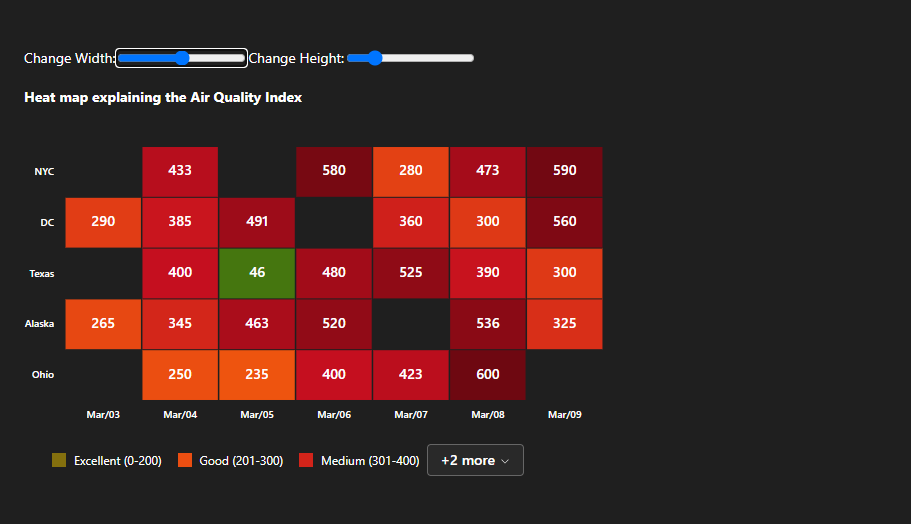 Change Width: Change Height:
Heat map explaining the Air Quality Index
NYC 433 580 280 473 590
DC 290 385 491 360 300 560
Texas 400 46 480 525 390 300
Alaska 265 345 463 520 536 325
Ohio 250 235 400 423 600
Mar/03 Mar/04 Mar/05 Mar/06 Mar/07 Mar/08 Mar/09
Excellent (0-200) Good (201-300) Medium (301-400) +2 more